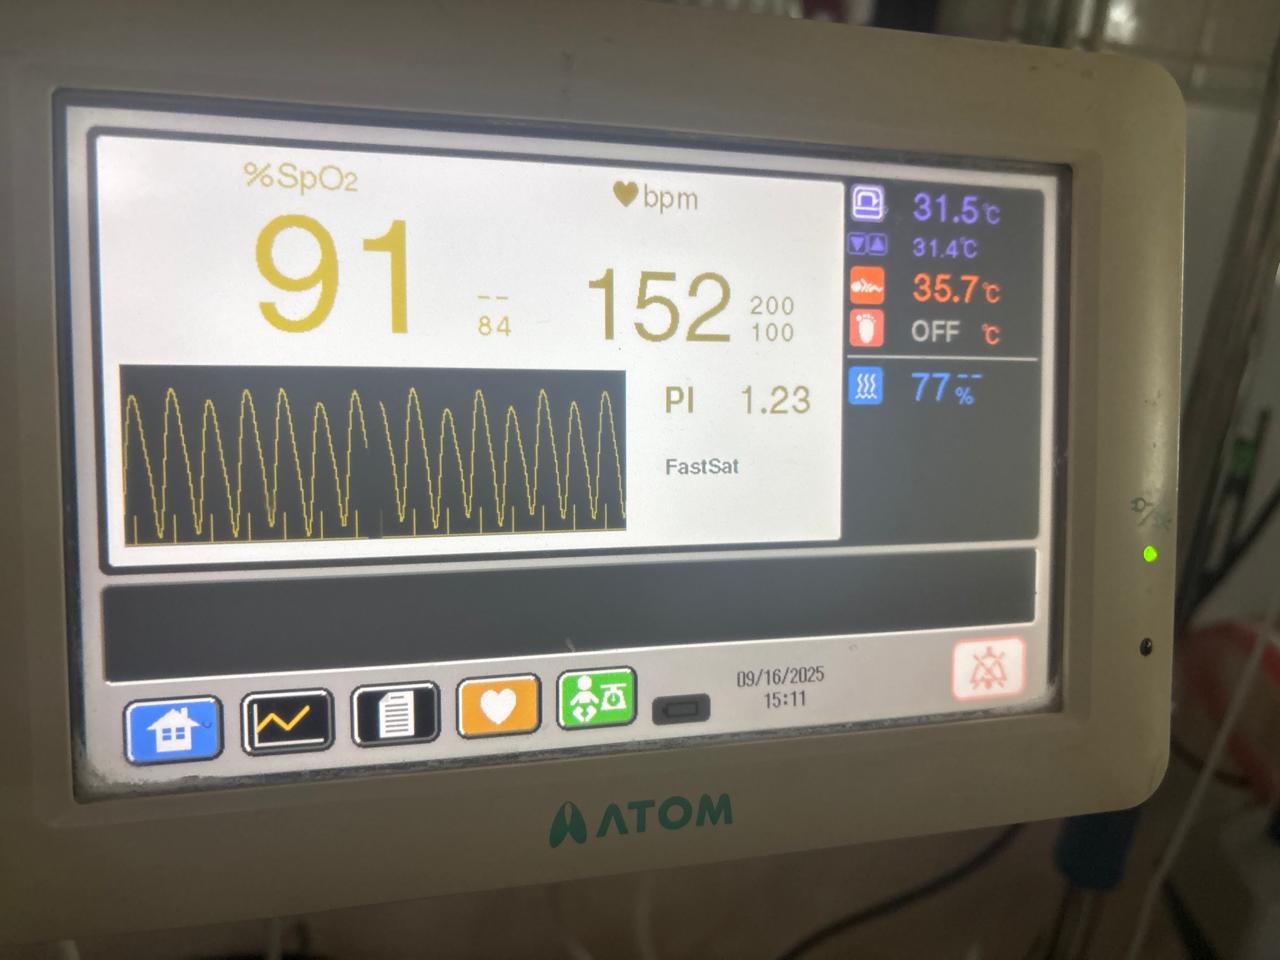 %SpO2
91
--
84
bpm
152
200
100
PI 1.23
FastSat
31.5℃
31.4℃
35.7℃
OFF ℃
77 -- %
09/16/2025
15:11
ATOM